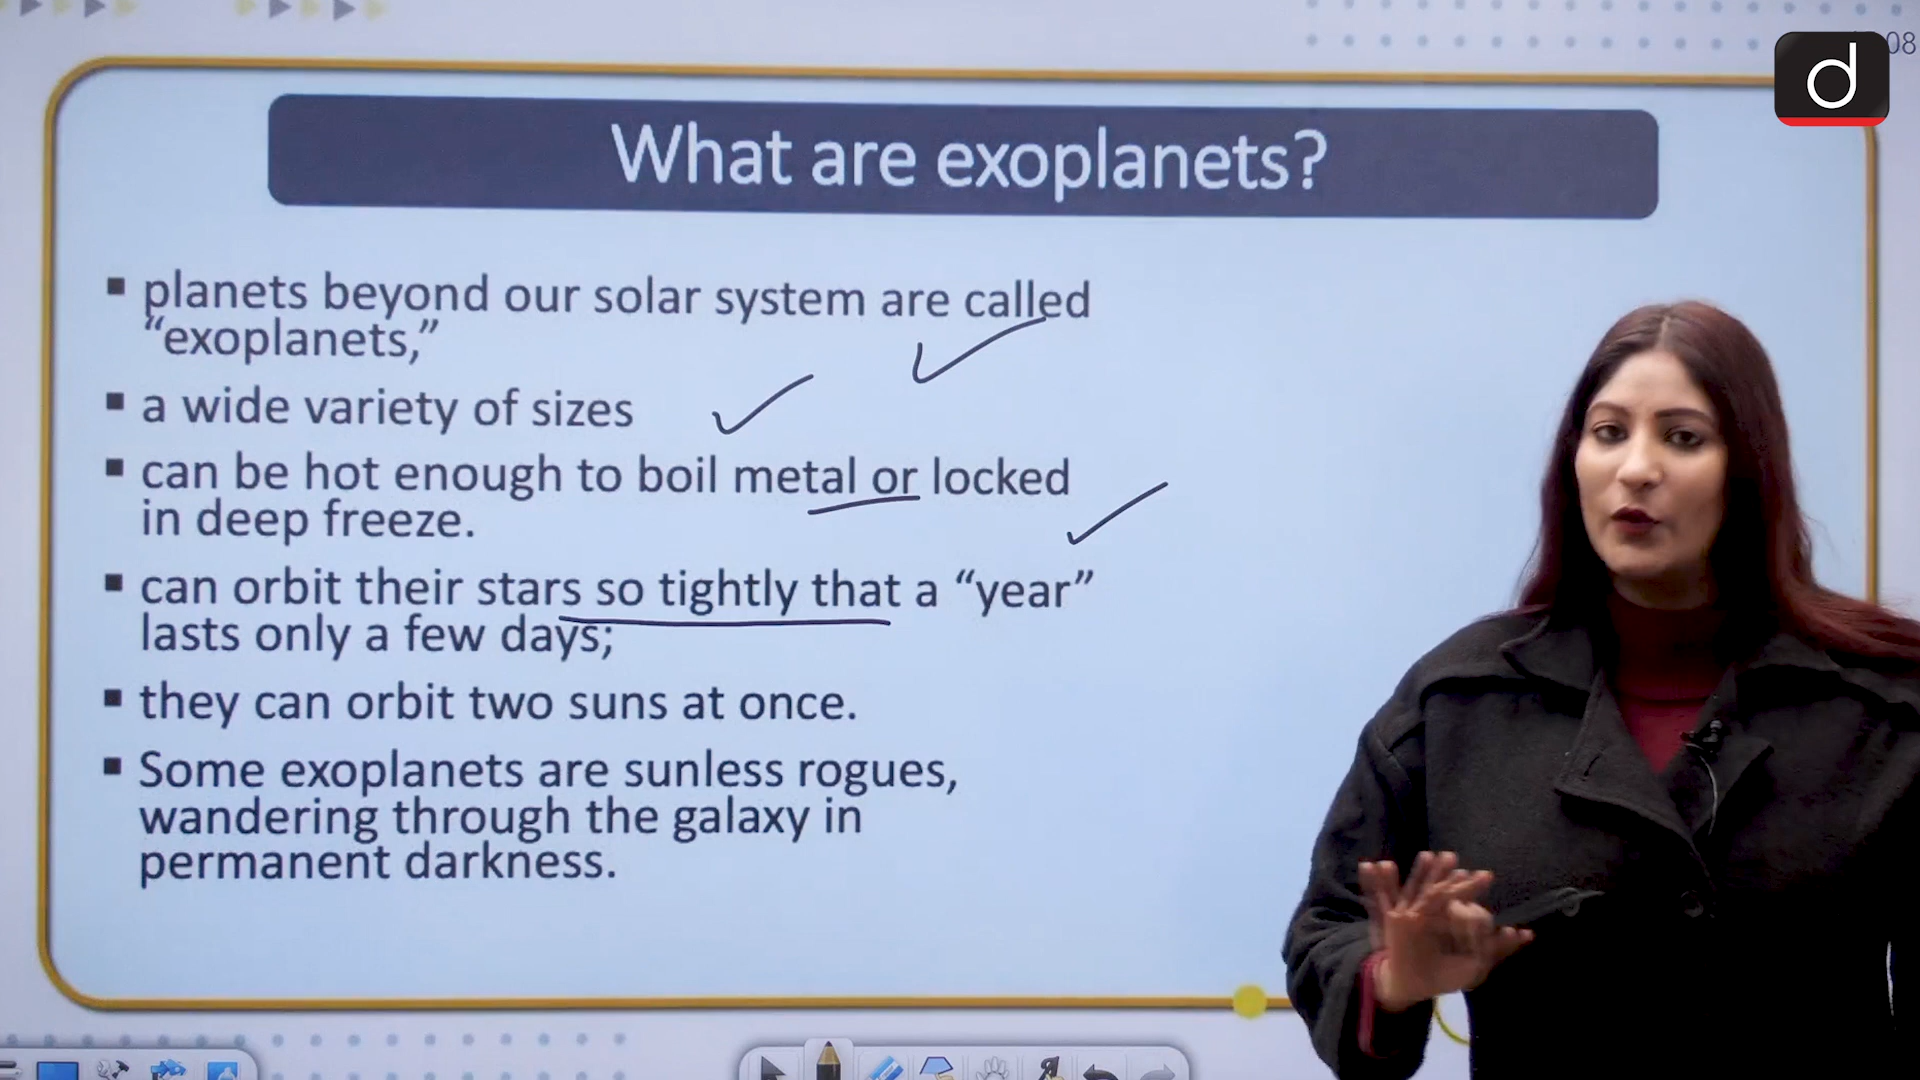 08
d
What are exoplanets?
▪ planets beyond our solar system are called
“exoplanets,”
▪ a wide variety of sizes
▪ can be hot enough to boil metal or locked
in deep freeze.
▪ can orbit their stars so tightly that a “year”
lasts only a few days;
▪ they can orbit two suns at once.
▪ Some exoplanets are sunless rogues,
wandering through the galaxy in
permanent darkness.